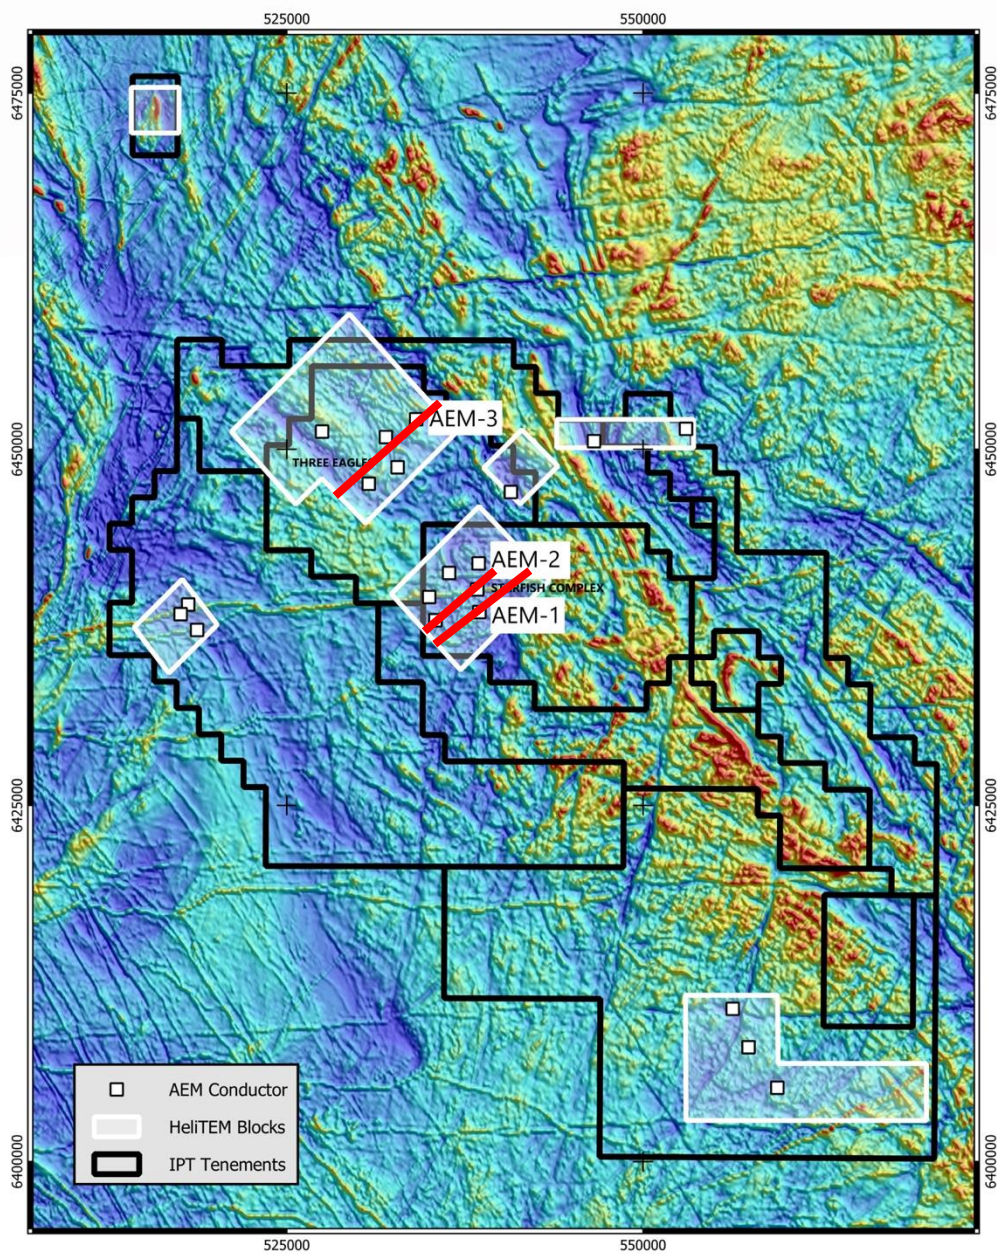 525000
550000
6475000
6475000
AEM-3
6450000
THREE EAGLE
6450000
AEM-2
STARFISH COMPLEX
AEM-1
6425000
6425000
AEM Conductor
HeliTEM Blocks
IPT Tenements
6400000
6400000
525000
550000